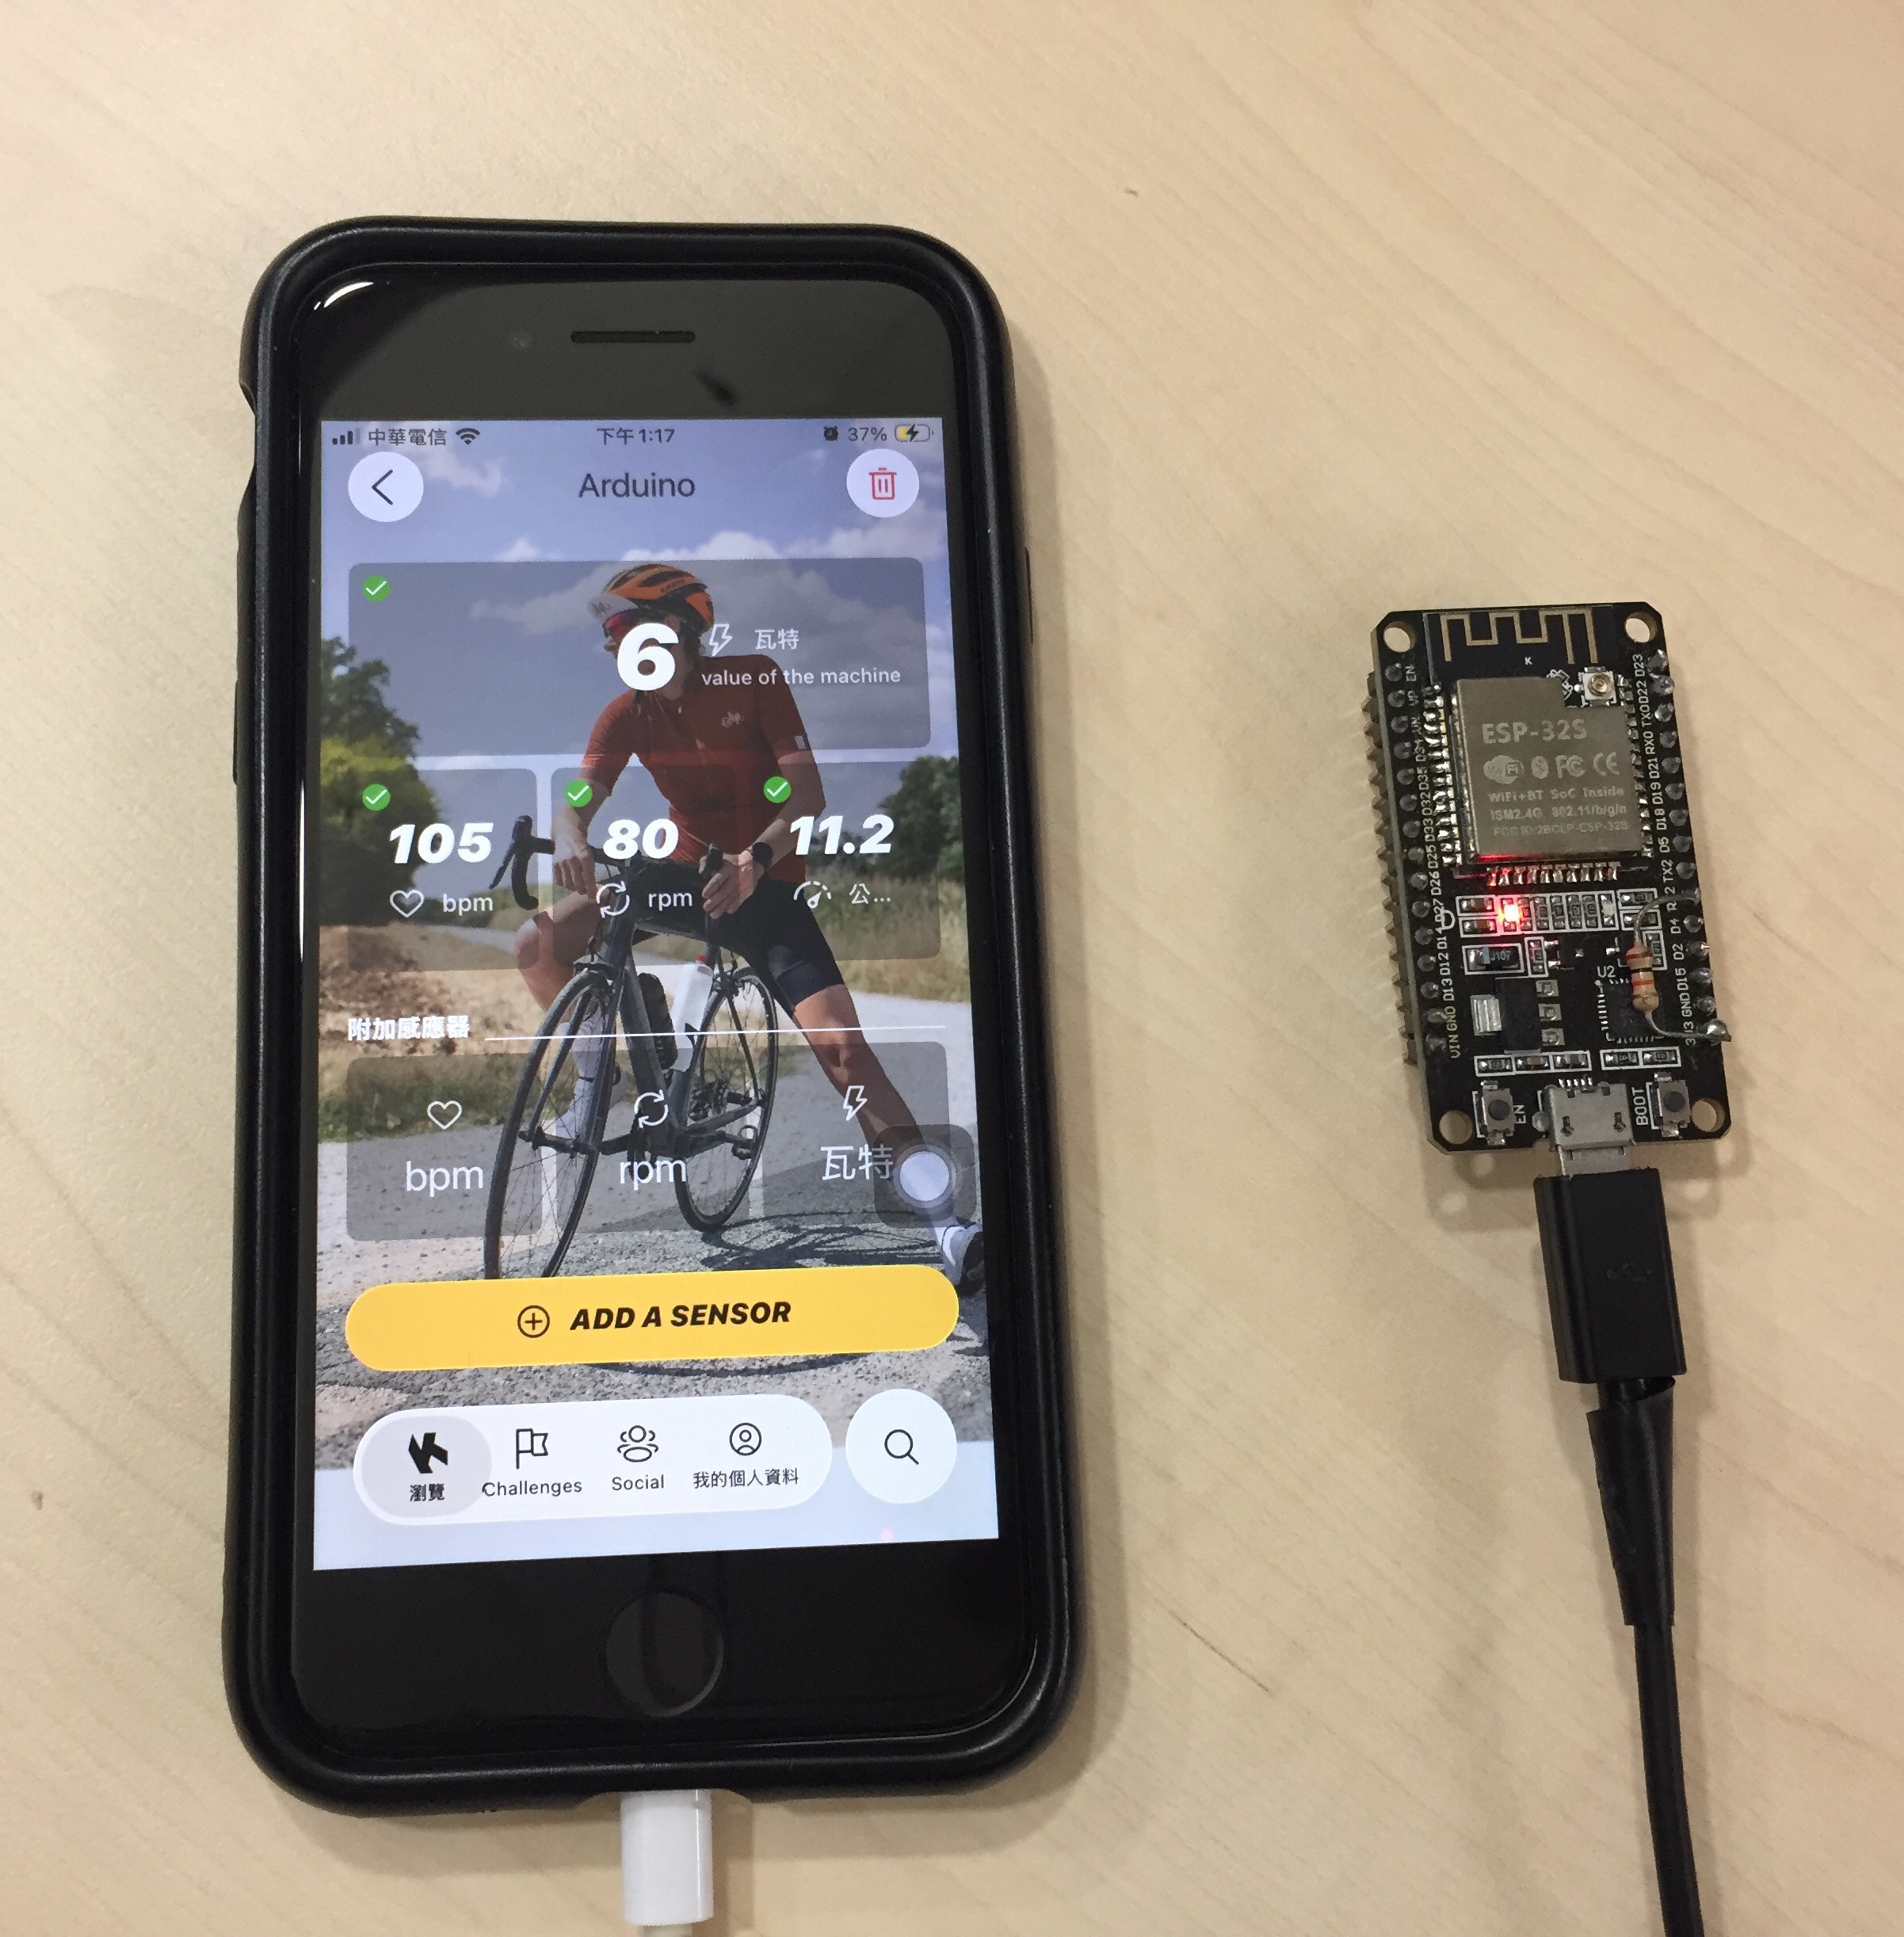 中華電信
下午1:17
37%
Arduino
6
瓦特
value of the machine
105
80
11.2
bpm
rpm
公...
附加感應器
bpm
rpm
瓦特
ADD A SENSOR
瀏覽
Challenges
Social
我的個人資料
ESP-32S
Wi Fi FC CE
WiFi+BT SoC Inside
ISM2.4G 802.11/b/g/n
FCC ID:2BCLP-ESP-32S
EN
VP
VN
D34
D35
D32
D33
D25
D26
D27
D14
D12
D13
GND
VIN
D23
D22
TX0
RX0
D21
D19
D18
D5
TX2
D4
D2
D15
GND
U2
EN
BOOT